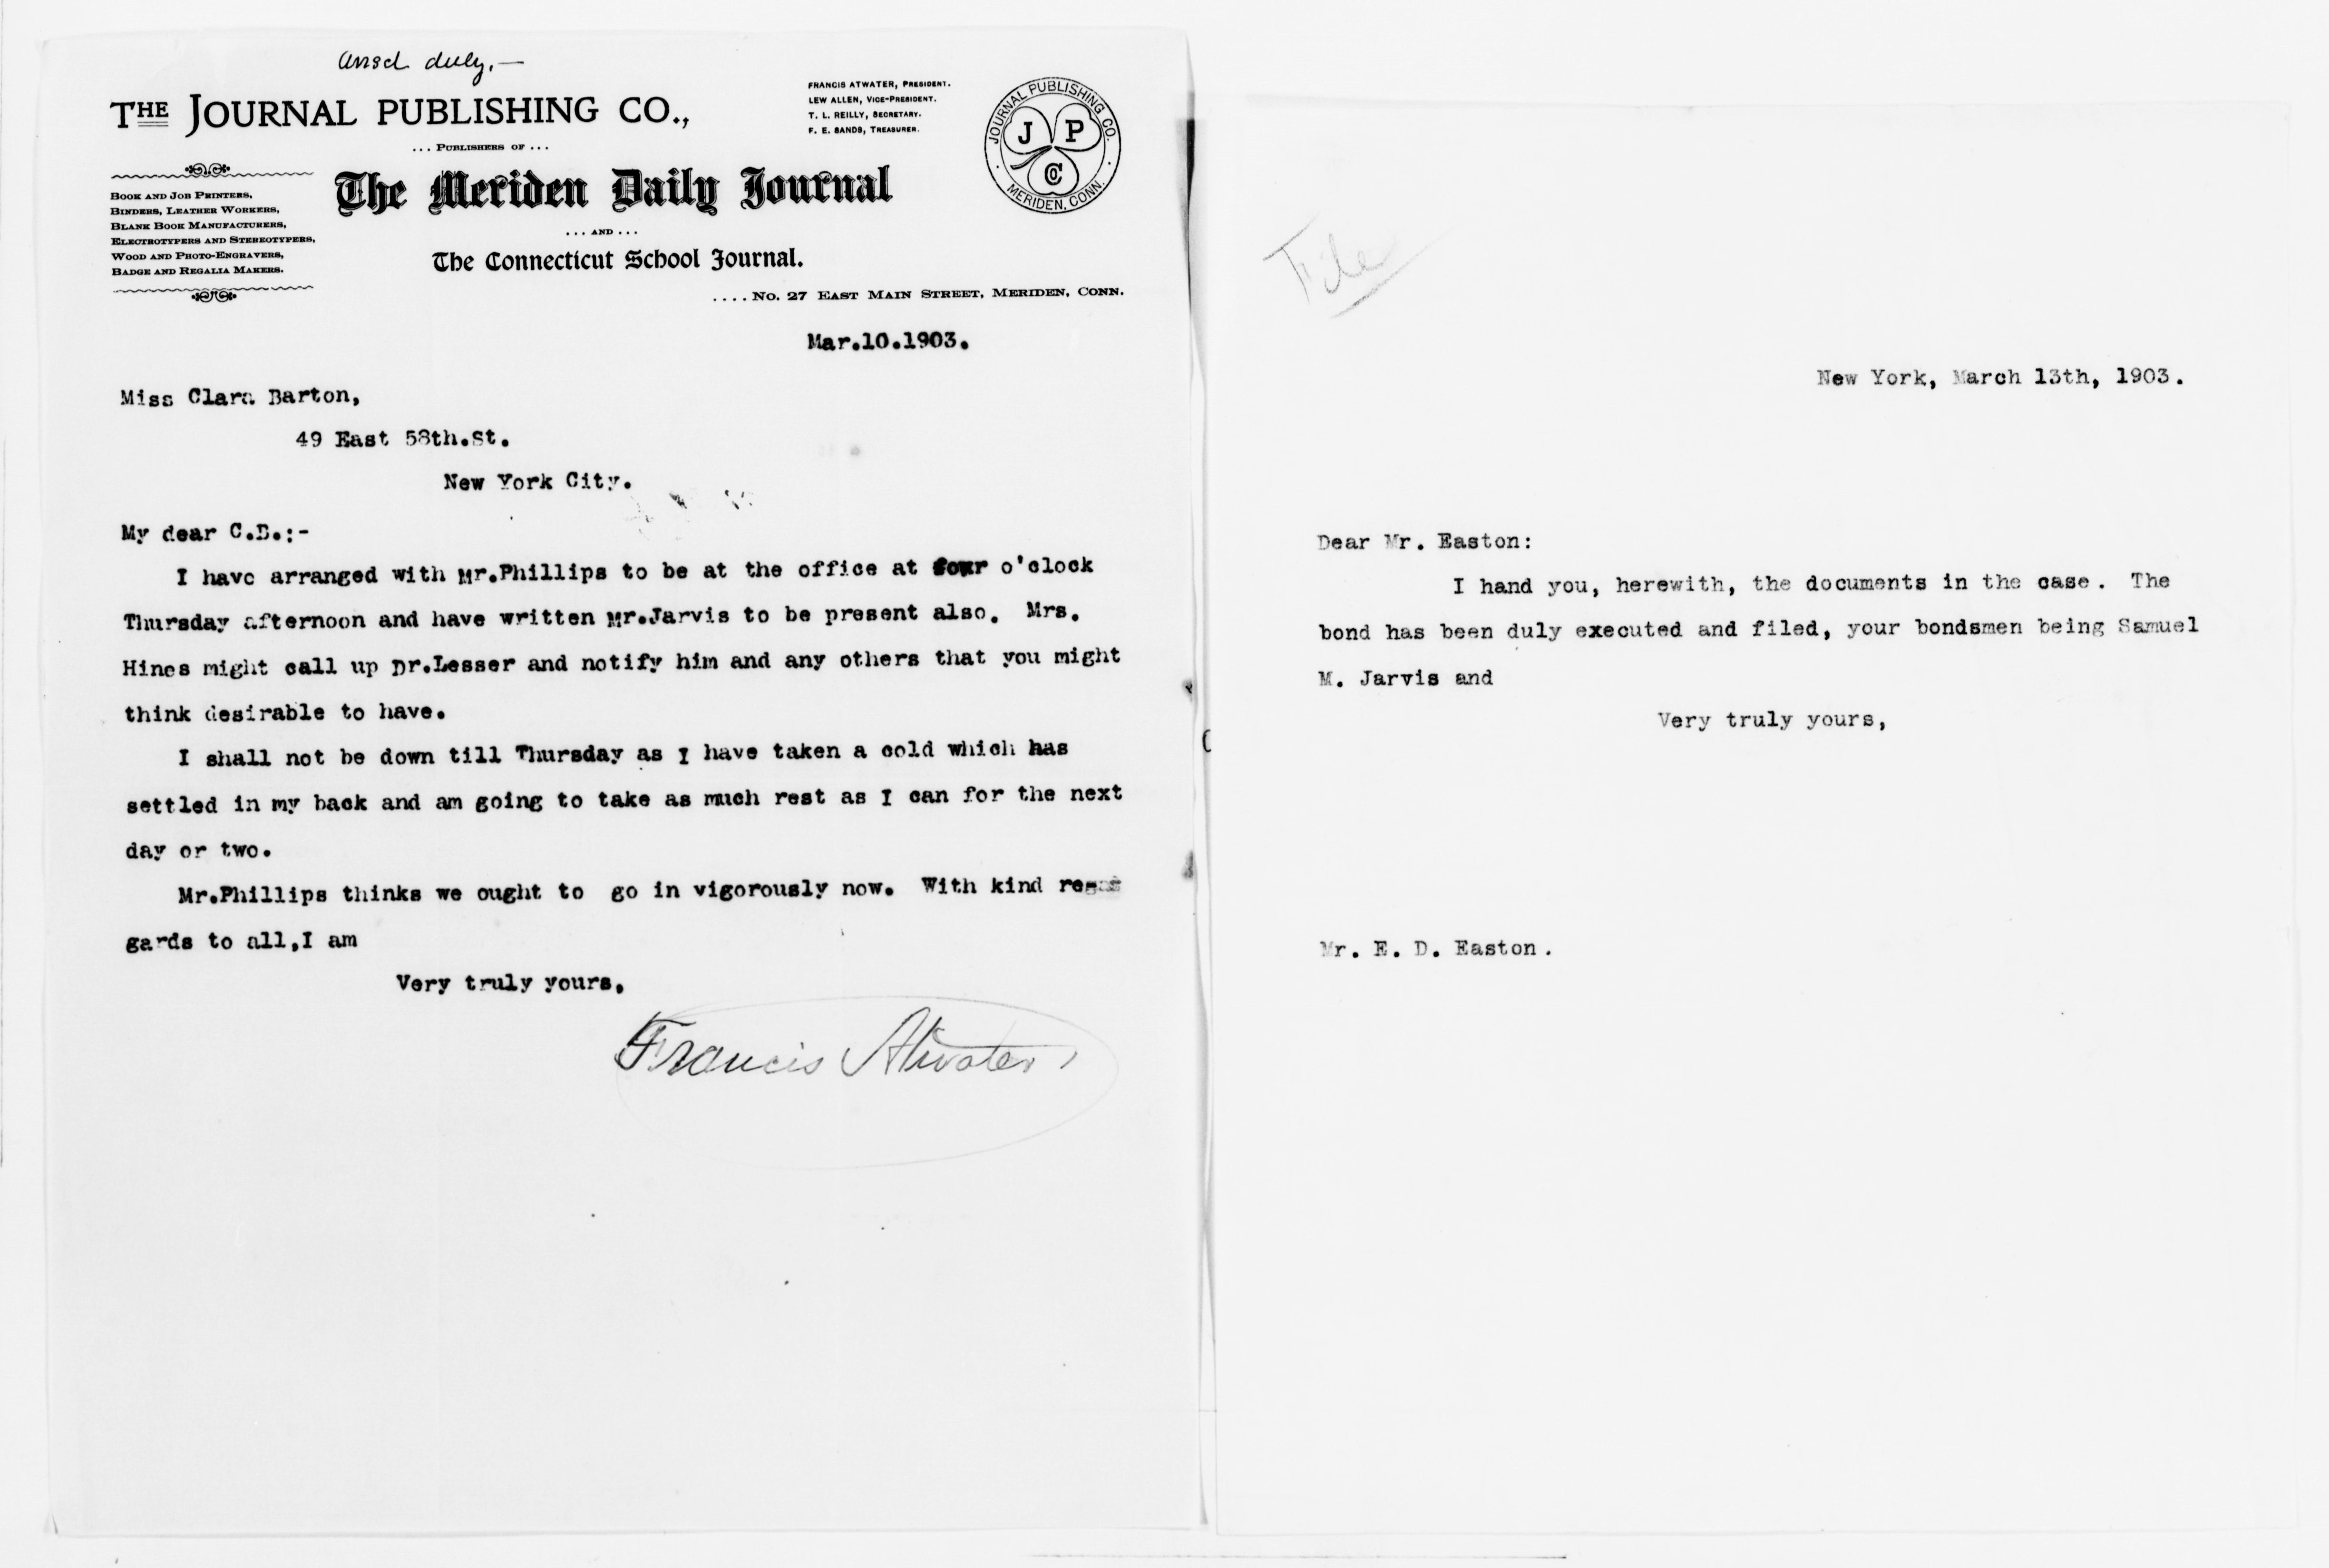 ansd duly,—
THE JOURNAL PUBLISHING CO.,
FRANCIS ATWATER, PRESIDENT.
LEW ALLEN, VICE-PRESIDENT.
T. L. REILLY, SECRETARY.
F. E. SANDS, TREASURER.
JOURNAL PUBLISHING CO.
J P
CO
MERIDEN, CONN.
... PUBLISHERS OF ...
The Meriden Daily Journal
... AND ...
The Connecticut School Journal.
BOOK AND JOB PRINTERS,
BINDERS, LEATHER WORKERS,
BLANK BOOK MANUFACTURERS,
ELECTROTYPERS AND STEREOTYPERS,
WOOD AND PHOTO-ENGRAVERS,
BADGE AND REGALIA MAKERS.
....NO. 27 EAST MAIN STREET, MERIDEN, CONN.
Mar.10.1903.
Miss Clara Barton,
49 East 58th.St.
New York City.
My dear C.B.:-
I have arranged with Mr.Phillips to be at the office at four o'clock
Thursday afternoon and have written Mr.Jarvis to be present also. Mrs.
Hines might call up Dr.Lesser and notify him and any others that you might
think desirable to have.
I shall not be down till Thursday as I have taken a cold which has
settled in my back and am going to take as much rest as I can for the next
day or two.
Mr.Phillips thinks we ought to go in vigorously now. With kind re-
gards to all,I am
Very truly yours,
Francis Atwater
File
New York, March 13th, 1903.
Dear Mr. Easton:
I hand you, herewith, the documents in the case. The
bond has been duly executed and filed, your bondsmen being Samuel
M. Jarvis and
Very truly yours,
Mr. E. D. Easton.